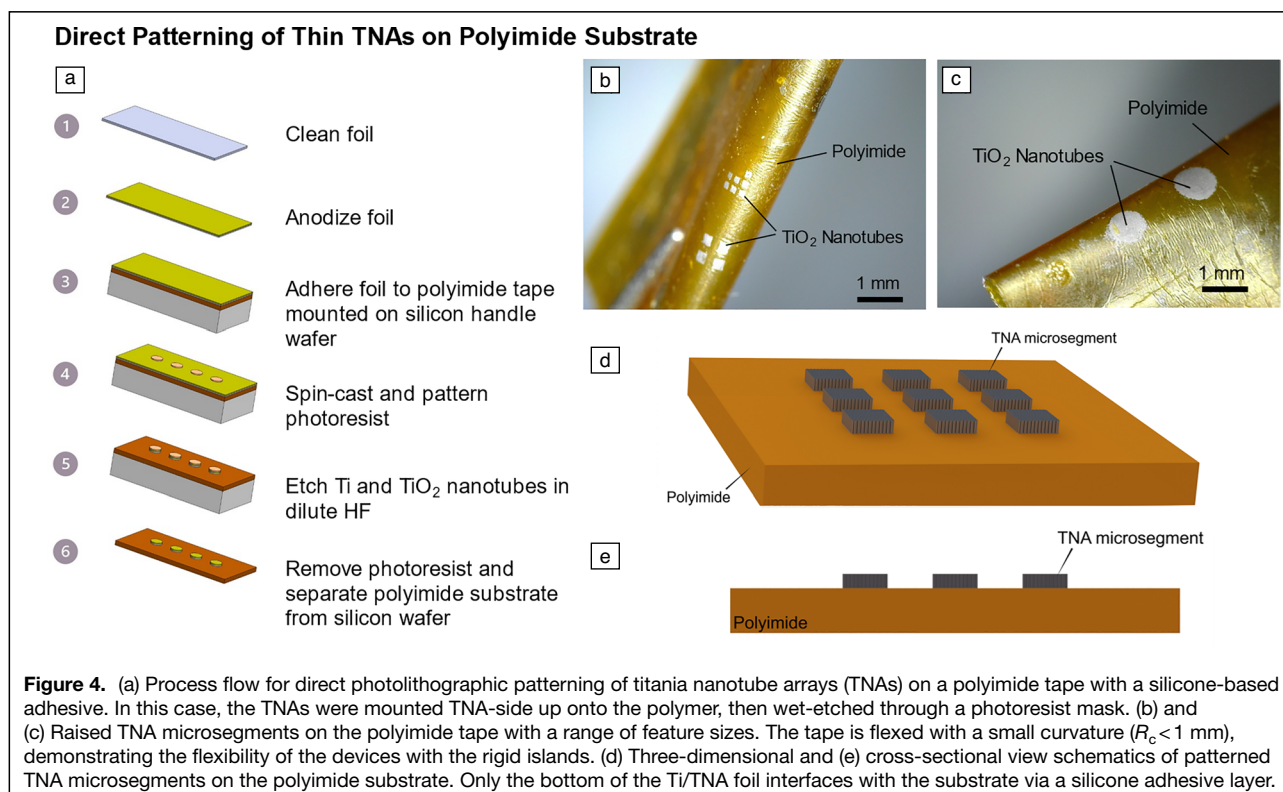 Direct Patterning of Thin TNAs on Polyimide Substrate
a
1
Clean foil
2
Anodize foil
3
Adhere foil to polyimide tape
mounted on silicon handle
wafer
4
Spin-cast and pattern
photoresist
5
Etch Ti and TiO₂ nanotubes in
dilute HF
6
Remove photoresist and
separate polyimide substrate
from silicon wafer
b
Polyimide
TiO₂ Nanotubes
1 mm
c
Polyimide
TiO₂ Nanotubes
1 mm
d
TNA microsegment
Polyimide
e
TNA microsegment
Polyimide
Figure 4. (a) Process flow for direct photolithographic patterning of titania nanotube arrays (TNAs) on a polyimide tape with a silicone-based
adhesive. In this case, the TNAs were mounted TNA-side up onto the polymer, then wet-etched through a photoresist mask. (b) and
(c) Raised TNA microsegments on the polyimide tape with a range of feature sizes. The tape is flexed with a small curvature (Rc < 1 mm),
demonstrating the flexibility of the devices with the rigid islands. (d) Three-dimensional and (e) cross-sectional view schematics of patterned
TNA microsegments on the polyimide substrate. Only the bottom of the Ti/TNA foil interfaces with the substrate via a silicone adhesive layer.